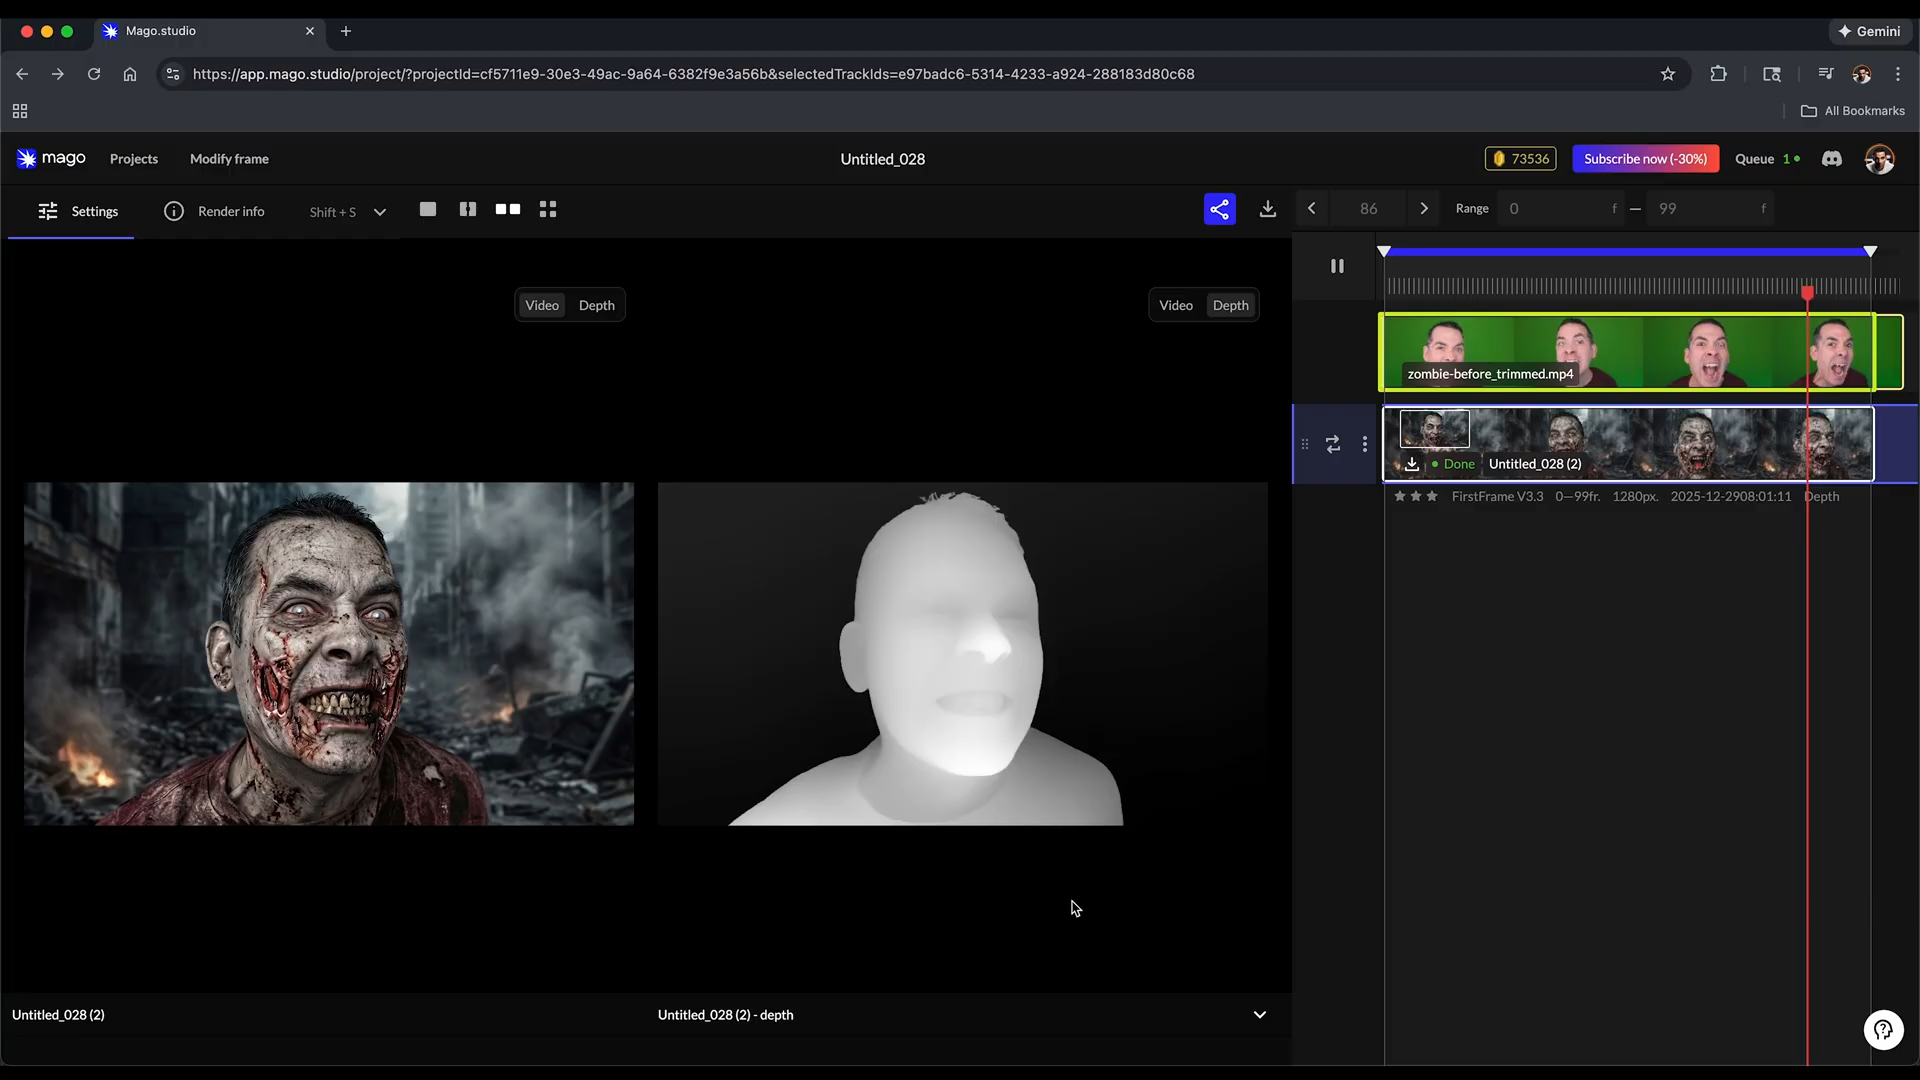 Mago.studio
Gemini
https://app.mago.studio/project/?projectId=cf5711e9-30e3-49ac-9a64-6382f9e3a56b&selectedTrackIds=e97badc6-5314-4233-a924-288183d80c68
All Bookmarks
mago Projects Modify frame Untitled_028 73536 Subscribe now (-30%) Queue 1
Settings Render info Shift + S 86 Range 0 f — 99 f
Video Depth Video Depth
zombie-before_trimmed.mp4
Done Untitled_028 (2)
FirstFrame V3.3 0—99fr. 1280px. 2025-12-2908:01:11 Depth
Untitled_028 (2) Untitled_028 (2) - depth